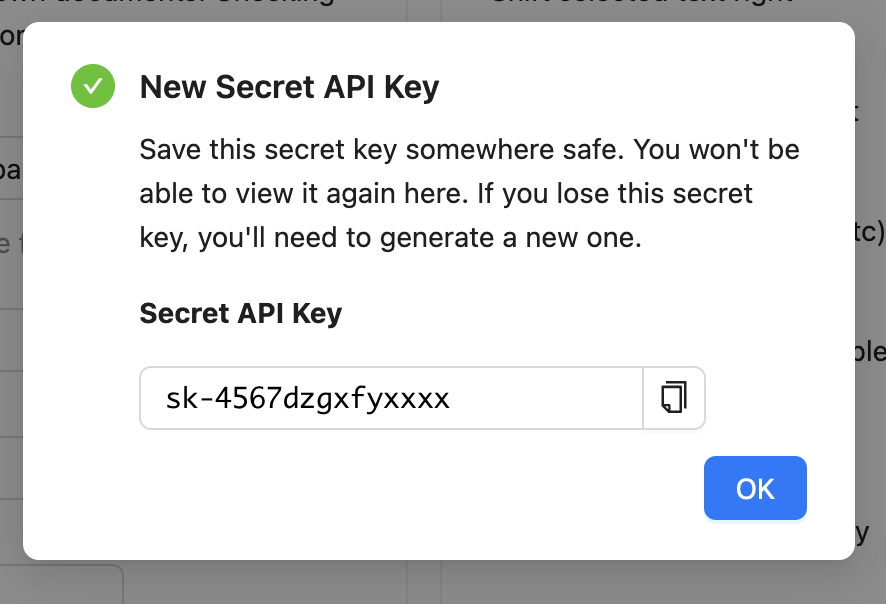 New Secret API Key
Save this secret key somewhere safe. You won't be
able to view it again here. If you lose this secret
key, you'll need to generate a new one.
Secret API Key
sk-4567dzgxfyxxxx
OK